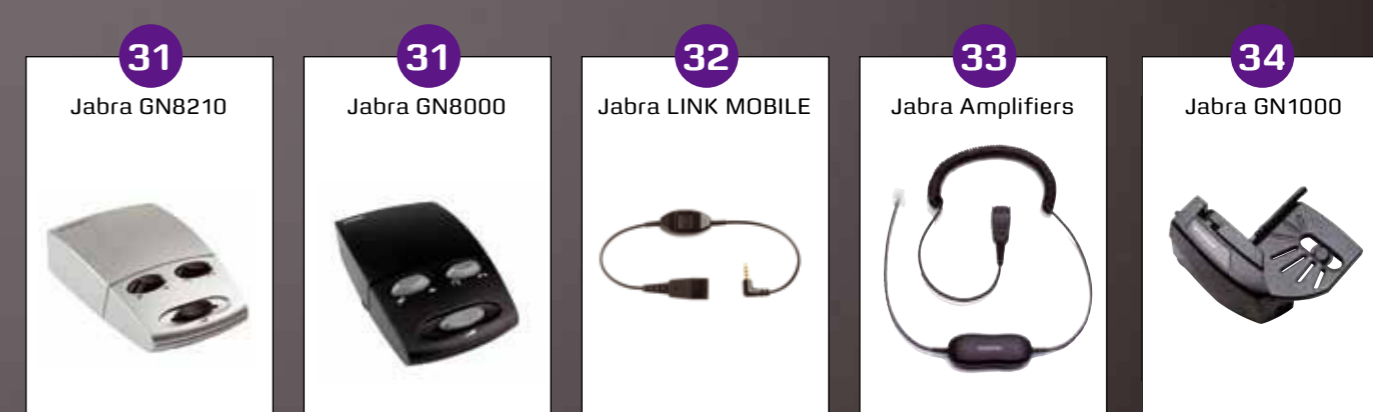 31
Jabra GN8210
31
Jabra GN8000
32
Jabra LINK MOBILE
33
Jabra Amplifiers
34
Jabra GN1000